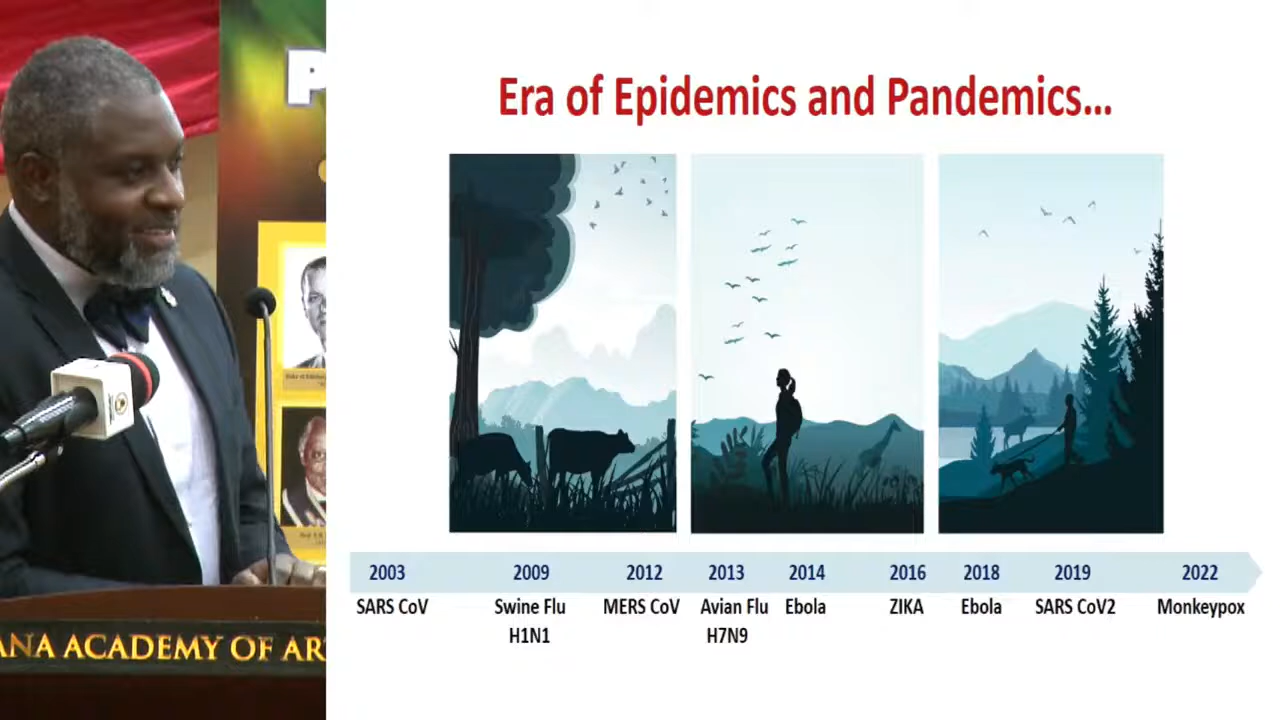 P
Era of Epidemics and Pandemics...
2003 2009 2012 2013 2014 2016 2018 2019 2022
SARS CoV Swine Flu MERS CoV Avian Flu Ebola ZIKA Ebola SARS CoV2 Monkeypox
H1N1 H7N9
ANA ACADEMY OF AR